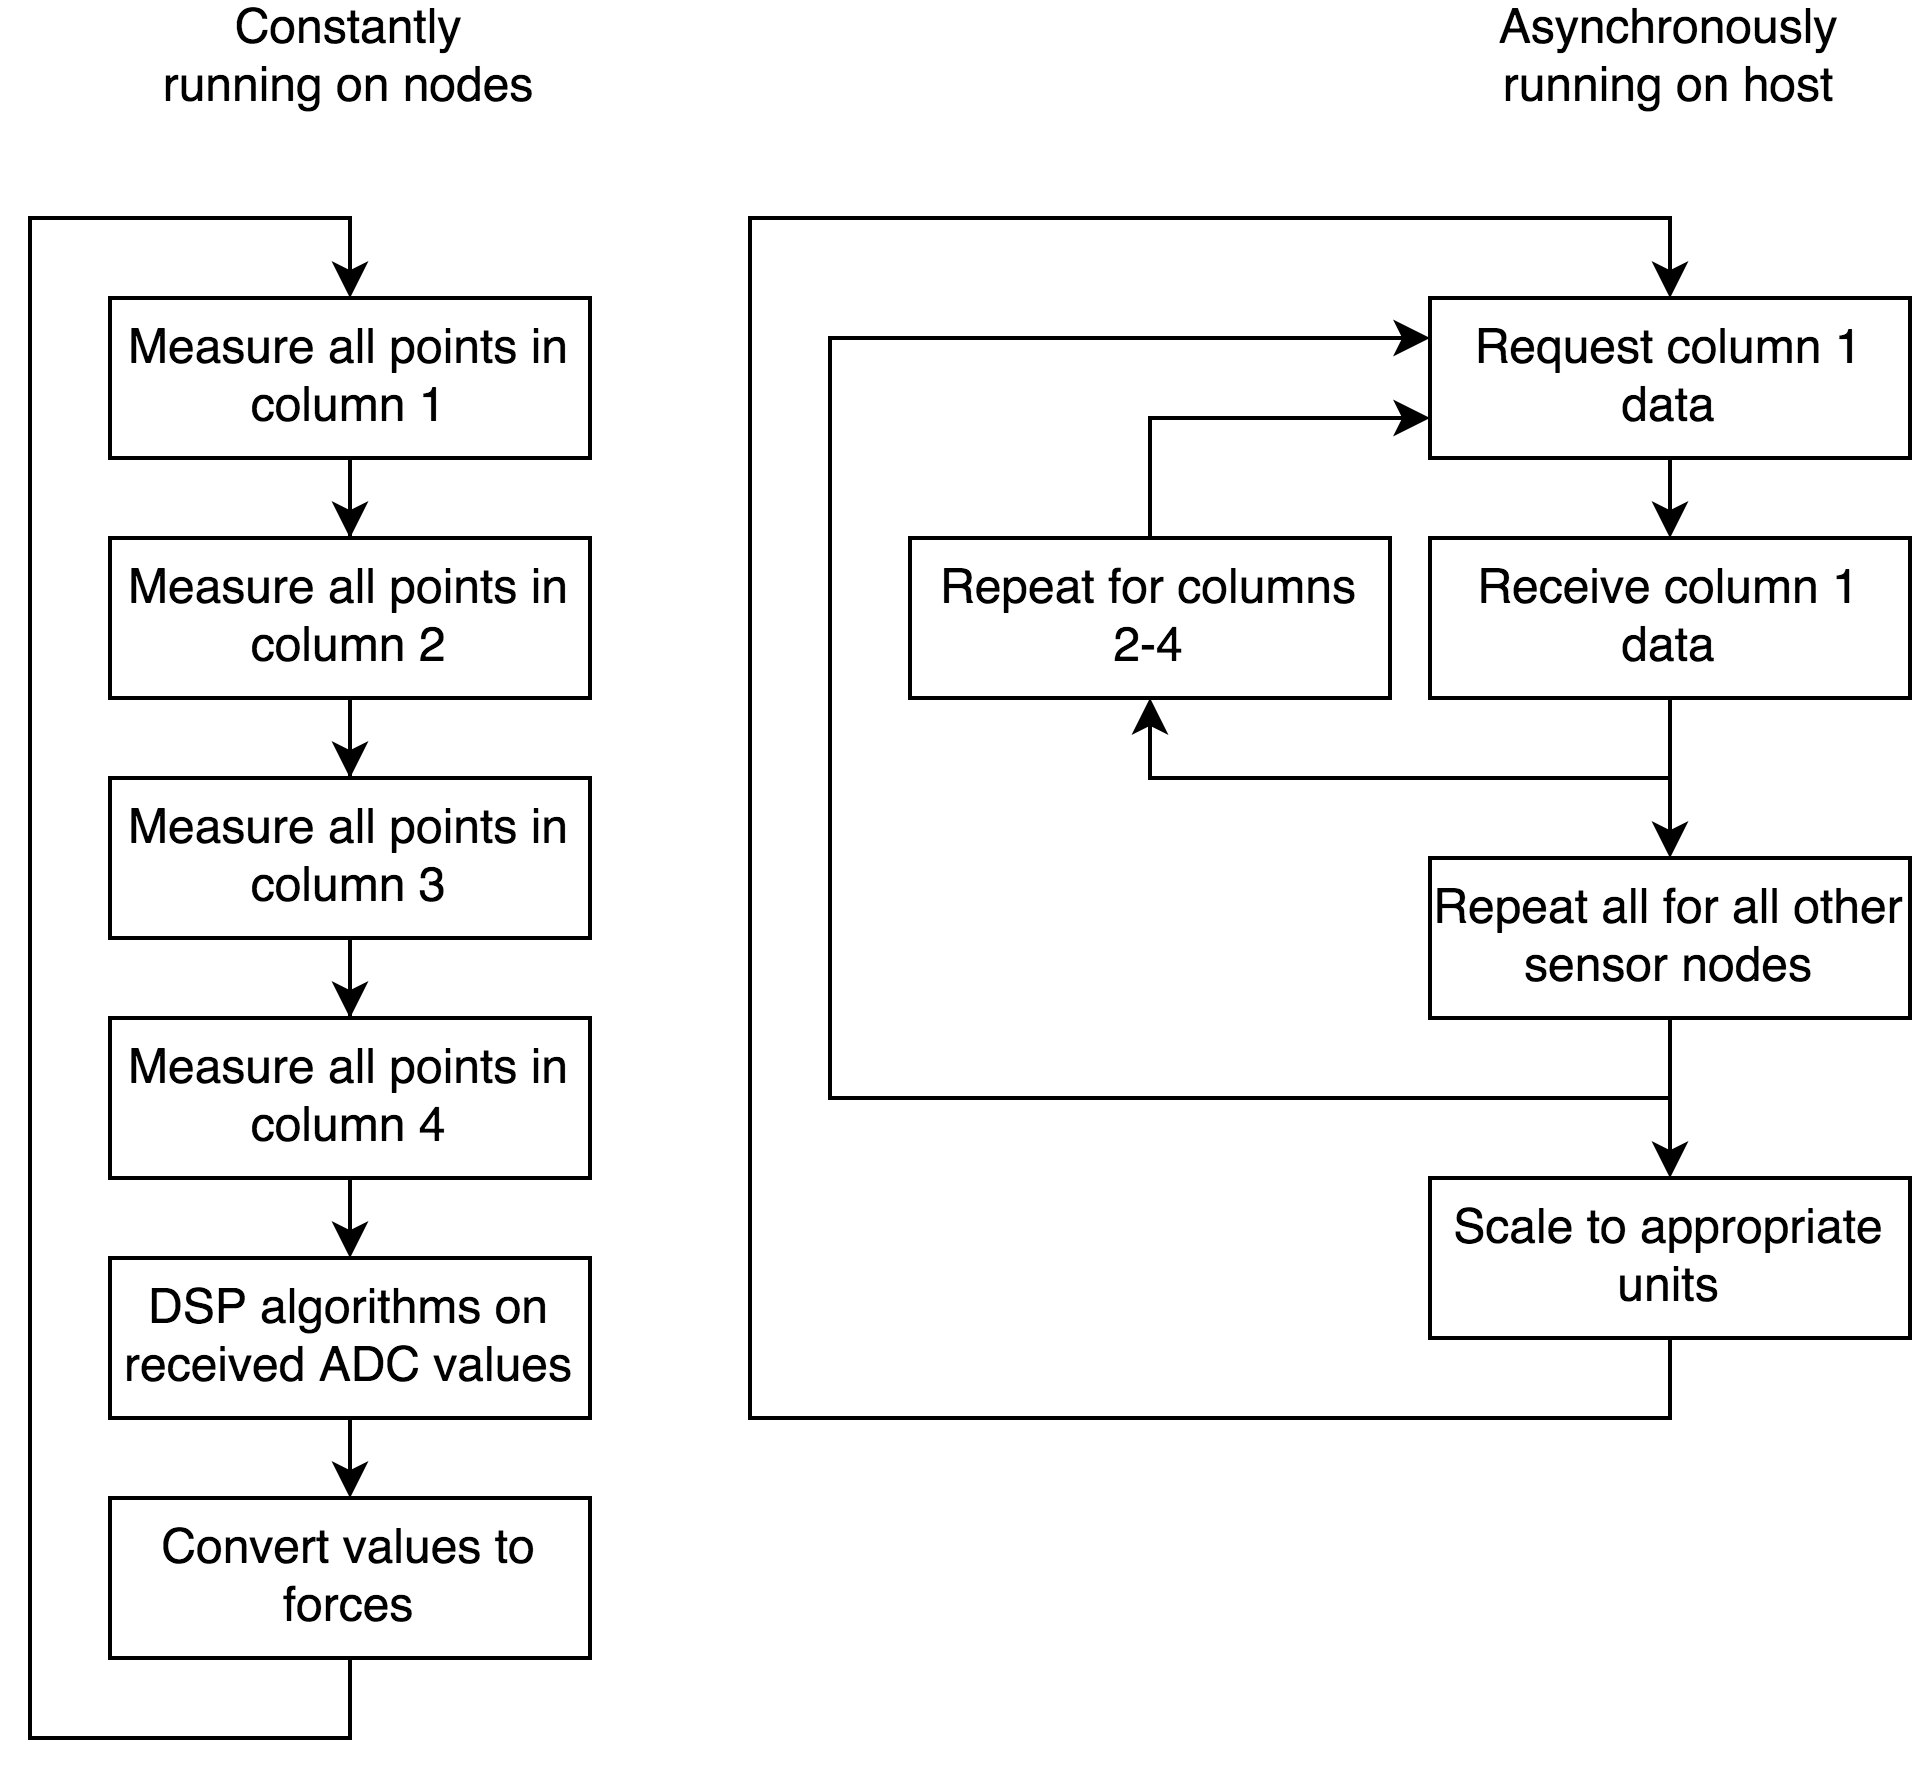 Constantly
running on nodes
Measure all points in
column 1
Measure all points in
column 2
Measure all points in
column 3
Measure all points in
column 4
DSP algorithms on
received ADC values
Convert values to
forces
Asynchronously
running on host
Request column 1
data
Repeat for columns
2-4
Receive column 1
data
Repeat all for all other
sensor nodes
Scale to appropriate
units